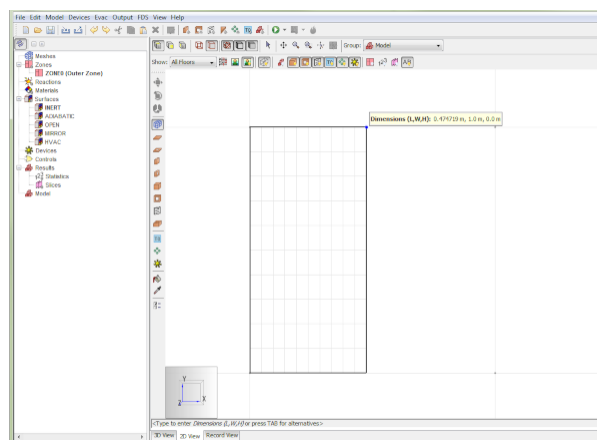 File Edit Model Devices Evac Output FDS View Help
Group: Model
Meshes
Zones
ZONE0 (Outer Zone)
Reactions
Materials
Surfaces
INERT
ADIABATIC
OPEN
MIRROR
HVAC
Devices
Controls
Results
Statistics
Slices
Model
Show: All Floors
Dimensions (L,W,H): 0.474719 m, 1.0 m, 0.0 m
Y
Z X
<Type to enter Dimensions (L,W,H) or press TAB for alternatives>
3D View 2D View Record View